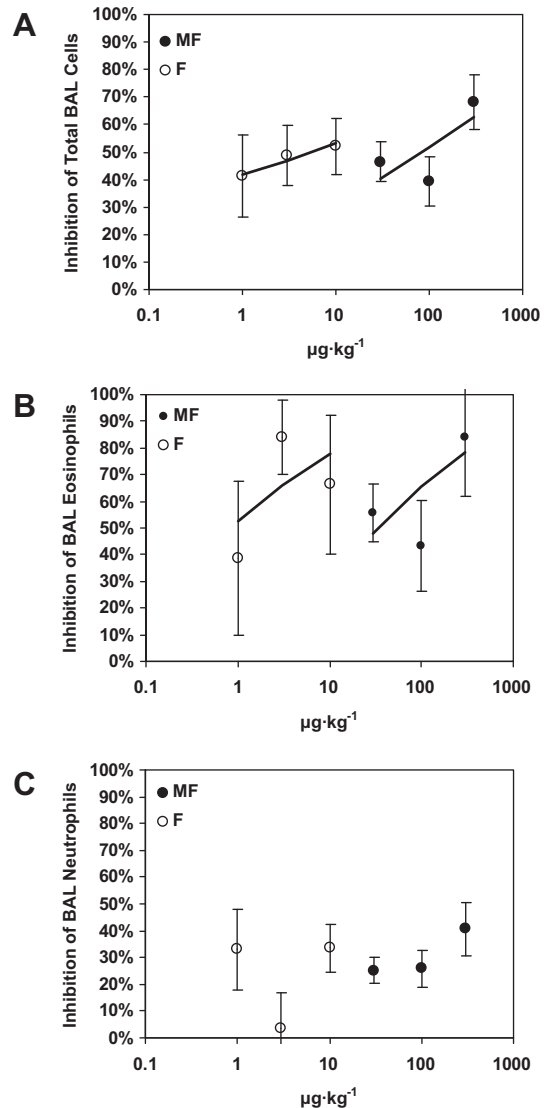 A
Inhibition of Total BAL Cells
100%
90%
80%
70%
60%
50%
40%
30%
20%
10%
0%
MF
F
0.1 1 10 100 1000
µg·kg-1
B
Inhibition of BAL Eosinophils
100%
90%
80%
70%
60%
50%
40%
30%
20%
10%
0%
MF
F
0.1 1 10 100 1000
µg·kg-1
C
Inhibition of BAL Neutrophils
100%
90%
80%
70%
60%
50%
40%
30%
20%
10%
0%
MF
F
0.1 1 10 100 1000
µg·kg-1